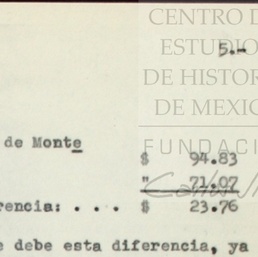 CENTRO D
ESTUDIO
5.-
DE HISTOR
DE MEXIC
FUNDACI
de Monte
$ 94.83
" 71.07
rencia: . . . $ 23.76
e debe esta diferencia, ya